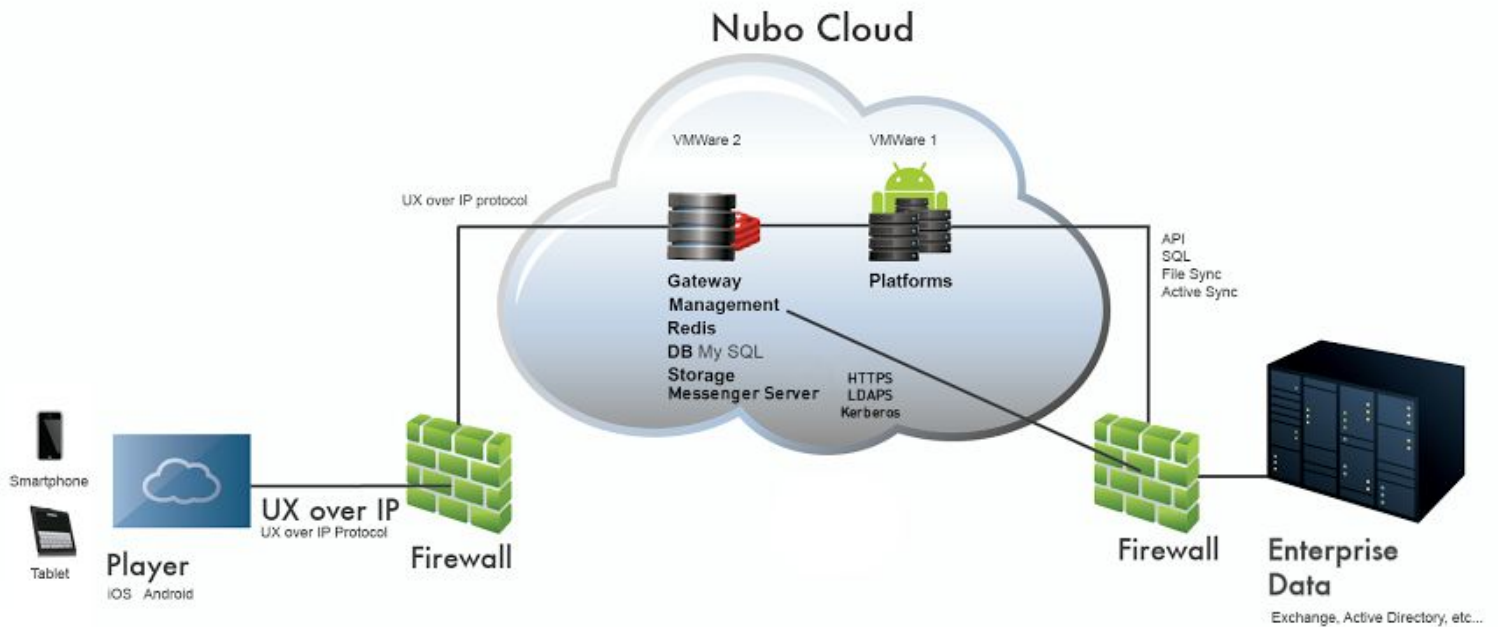 Nubo Cloud
VMWare 2
VMWare 1
UX over IP protocol
Gateway
Management
Redis
DB My SQL
Storage
Messenger Server
Platforms
HTTPS
LDAPS
Kerberos
API
SQL
File Sync
Active Sync
Smartphone
Tablet
Player
iOS Android
UX over IP
UX over IP Protocol
Firewall
Firewall
Enterprise
Data
Exchange, Active Directory, etc...